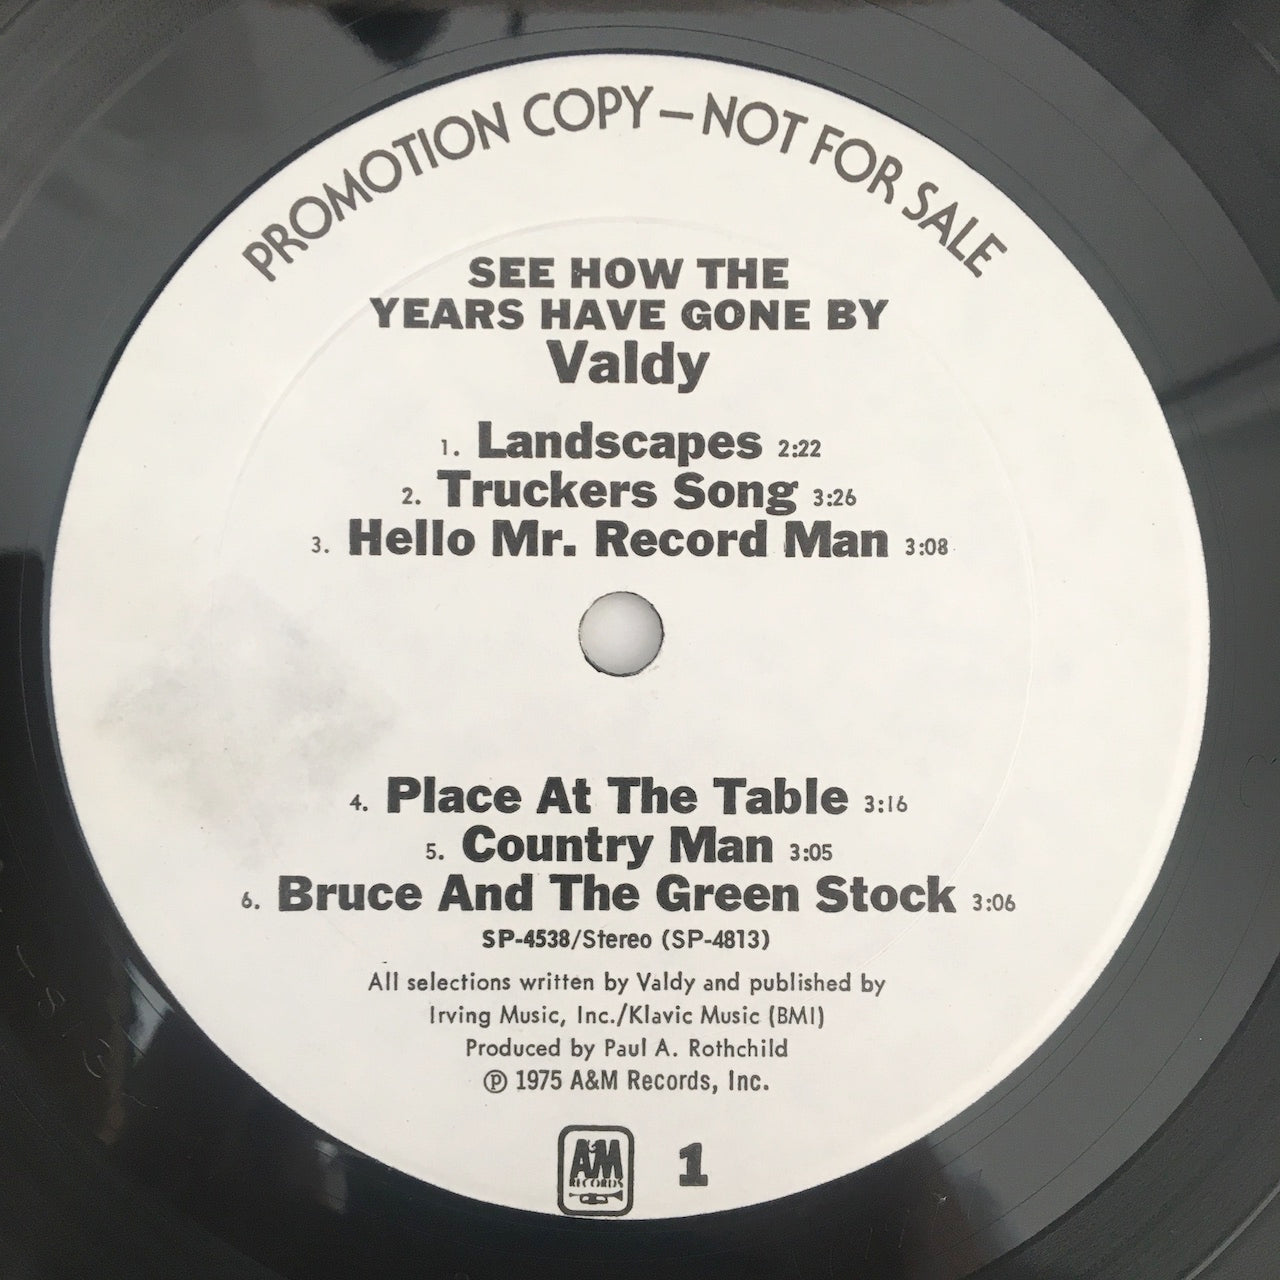 PROMOTION COPY — NOT FOR SALE
SEE HOW THE
YEARS HAVE GONE BY
Valdy
1. Landscapes 2:22
2. Truckers Song 3:26
3. Hello Mr. Record Man 3:08
4. Place At The Table 3:16
5. Country Man 3:05
6. Bruce And The Green Stock 3:06
SP-4538/Stereo (SP-4813)
All selections written by Valdy and published by
Irving Music, Inc./Klavic Music (BMI)
Produced by Paul A. Rothchild
℗ 1975 A&M Records, Inc.
A&M
RECORDS
1